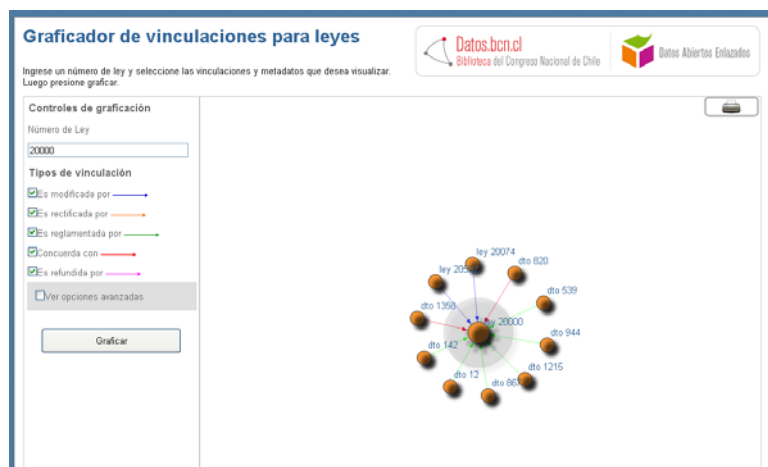 Graficador de vinculaciones para leyes
Datos.bcn.cl
Biblioteca del Congreso Nacional de Chile
Datos Abiertos Enlazados
Ingrese un número de ley y seleccione las vinculaciones y metadatos que desea visualizar.
Luego presione graficar.
Controles de graficación
Número de Ley
20000
Tipos de vinculación
Es modificada por
Es rectificada por
Es reglamentada por
Concuerda con
Es refundida por
Ver opciones avanzadas
Graficar
ley 20074
dto 820
ley
dto 539
dto 1358
ley 20000
dto 944
dto 142
dto 1215
dto 12
dto